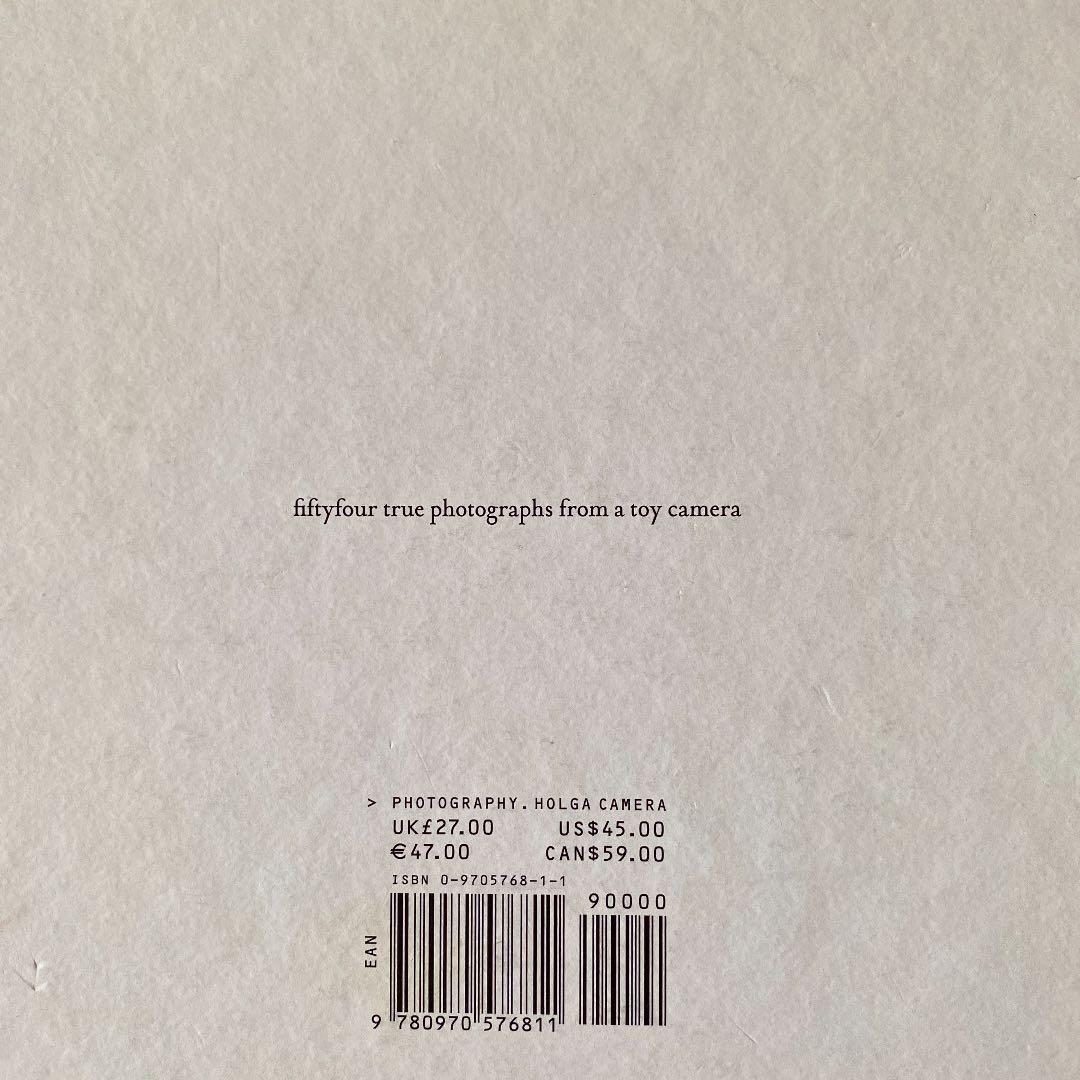 fiftyfour true photographs from a toy camera
> PHOTOGRAPHY. HOLGA CAMERA
UK£27.00 US$45.00
€47.00 CAN$59.00
ISBN 0-9705768-1-1
90000
EAN
9 780970 576811